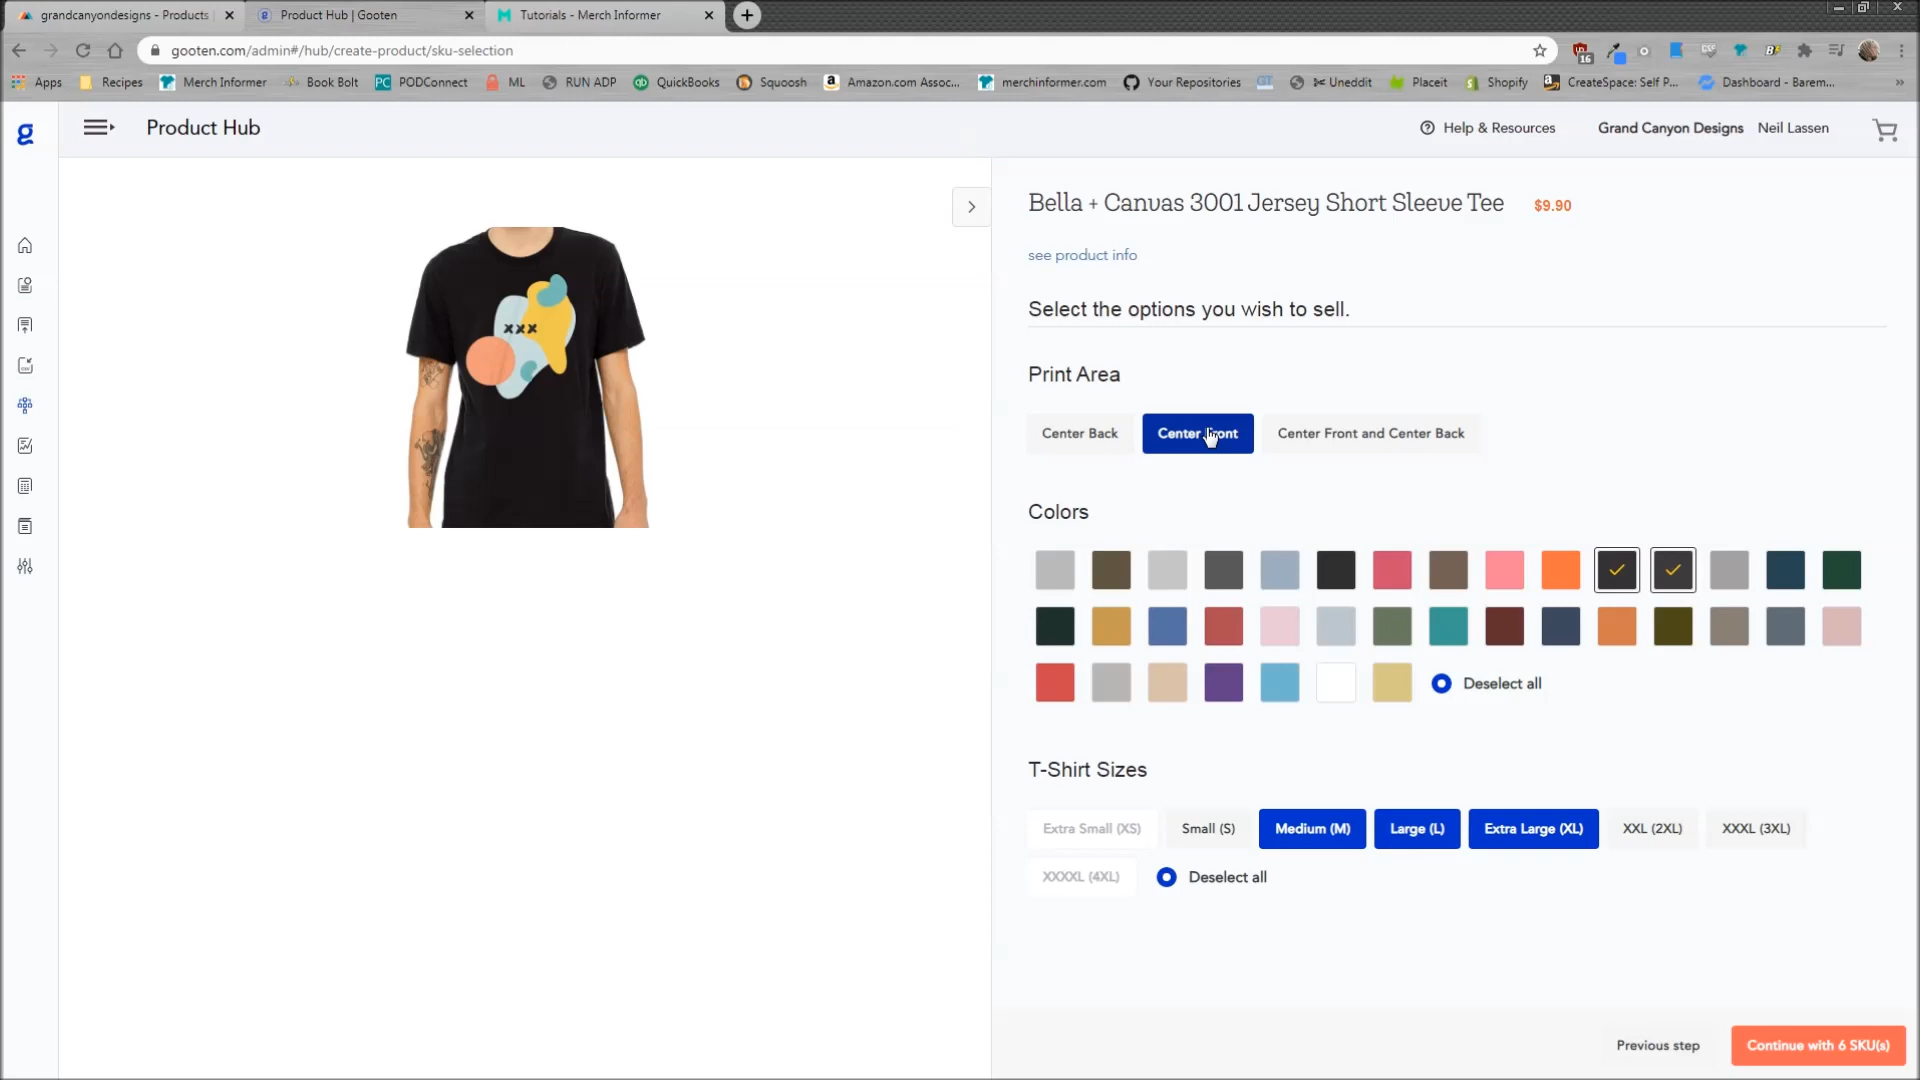 grandcanyondesigns - Products
Product Hub | Gooten
Tutorials - Merch Informer
gooten.com/admin#/hub/create-product/sku-selection
16
Apps
Recipes
Merch Informer
Book Bolt
PC PODConnect
ML
RUN ADP
qb QuickBooks
Squoosh
a Amazon.com Assoc...
merchinformer.com
Your Repositories
GT
Uneddit
Placeit
Shopify
CreateSpace: Self P...
Dashboard - Barem...
»
g
Product Hub
Help & Resources
Grand Canyon Designs
Neil Lassen
xxx
Bella + Canvas 3001 Jersey Short Sleeve Tee
$9.90
see product info
Select the options you wish to sell.
Print Area
Center Back
Center Front
Center Front and Center Back
Colors
Deselect all
T-Shirt Sizes
Extra Small (XS)
Small (S)
Medium (M)
Large (L)
Extra Large (XL)
XXL (2XL)
XXXL (3XL)
XXXXL (4XL)
Deselect all
Previous step
Continue with 6 SKU(s)